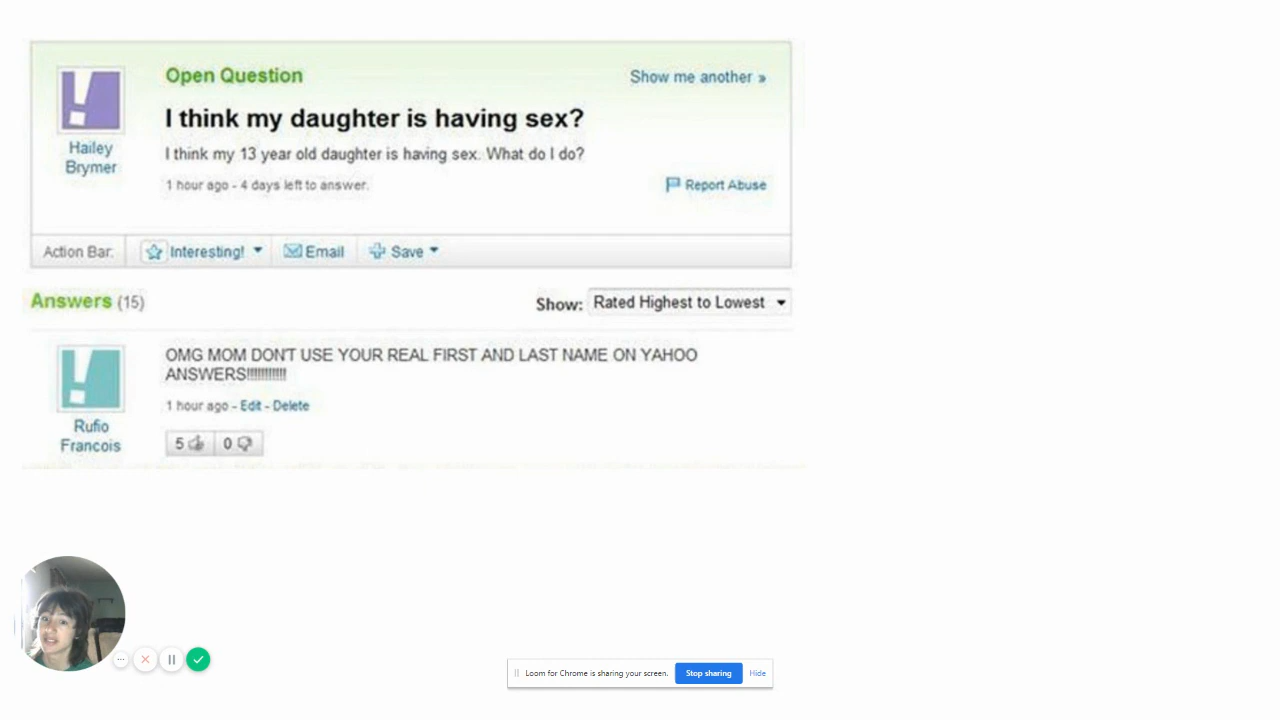 Open Question
Show me another »
I think my daughter is having sex?
Hailey
Brymer
I think my 13 year old daughter is having sex. What do I do?
1 hour ago - 4 days left to answer.
Report Abuse
Action Bar:
Interesting!
Email
Save
Answers (15)
Show: Rated Highest to Lowest
OMG MOM DON'T USE YOUR REAL FIRST AND LAST NAME ON YAHOO
ANSWERS!!!!!!!!!!!
1 hour ago - Edit - Delete
Rufio
Francois
5
0
Loom for Chrome is sharing your screen.
Stop sharing
Hide